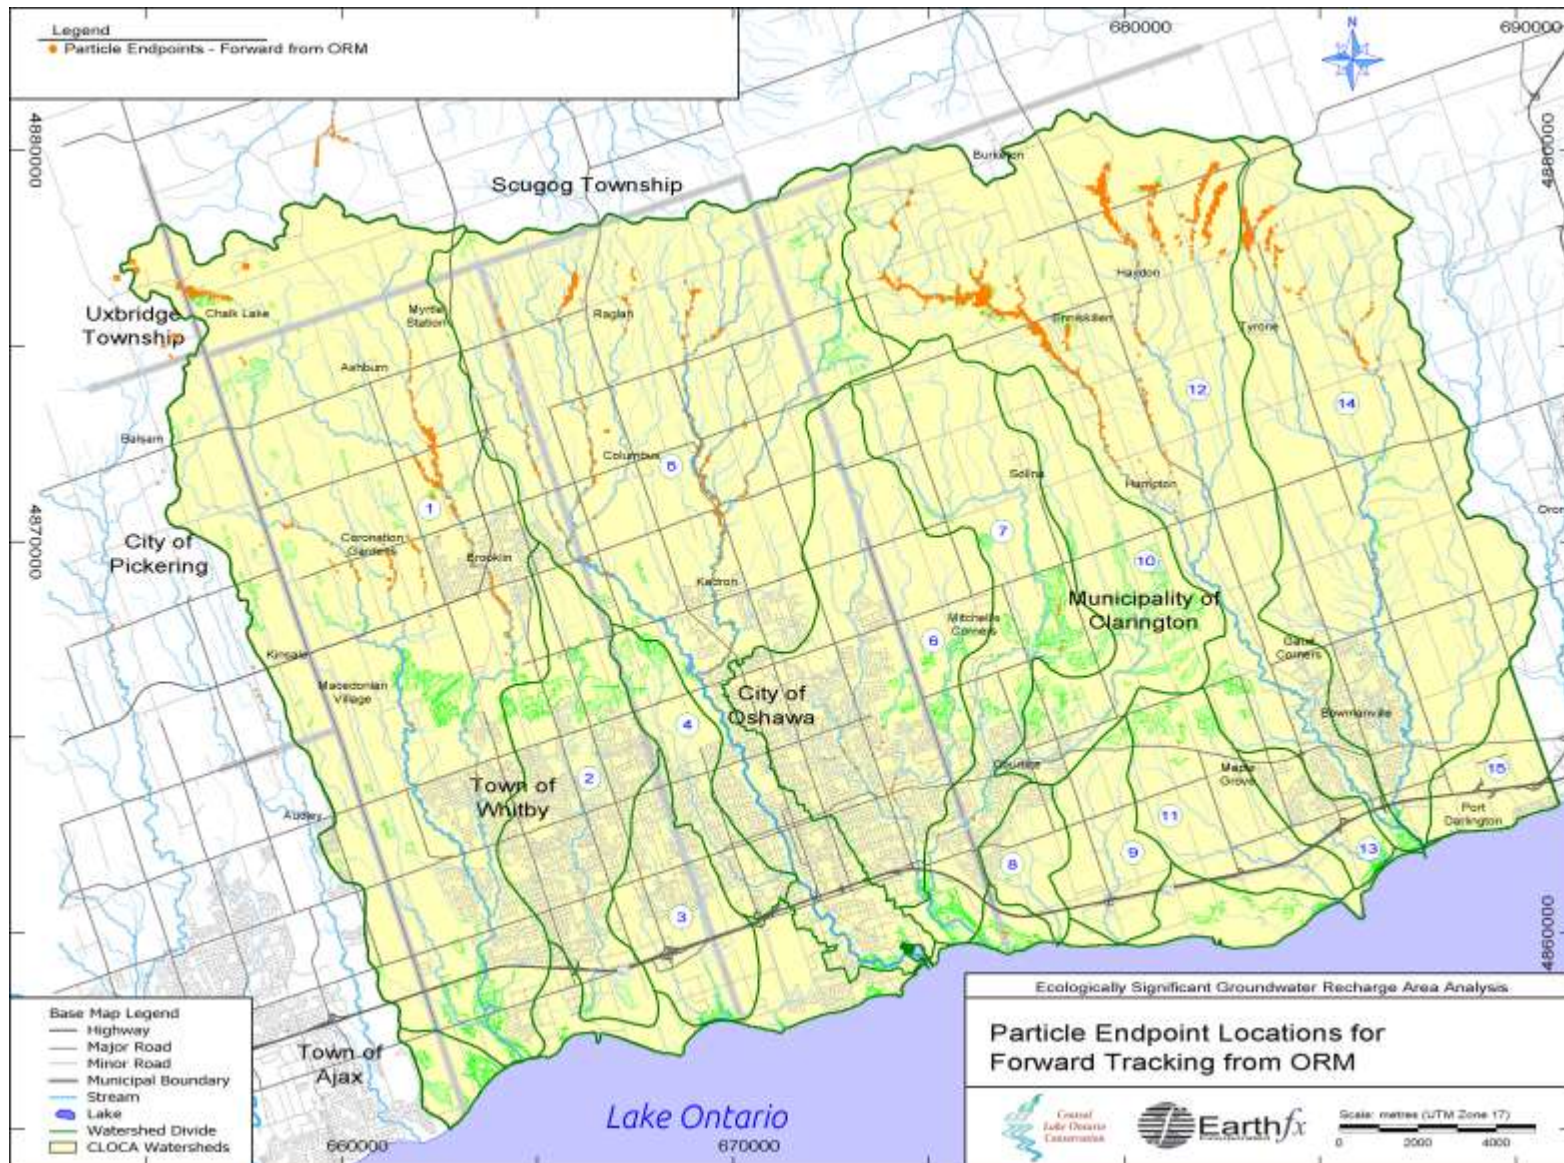 Legend
Particle Endpoints - Forward from ORM
680000
690000
N
4880000
4880000
Burketon
Scugog Township
Haydon
Uxbridge
Township
Chalk Lake
Myrtle
Station
Raglan
Enniskillen
Tyrone
Ashburn
12
14
Balsam
Columbus
5
Solina
Hampton
1
4870000
City of
Pickering
Coronation
Gardens
Brooklin
7
Kedron
10
Municipality of
Clarington
Mitchells
Corners
6
Kinsale
Macedonian
Village
City of
Oshawa
Bowmanville
4
Town of
Whitby
2
Courtice
Maple
Grove
15
Port
Darlington
Audley
11
9
13
8
3
4860000
Base Map Legend
Highway
Major Road
Minor Road
Municipal Boundary
Stream
Lake
Watershed Divide
CLOCA Watersheds
Town of
Ajax
Lake Ontario
660000
670000
Ecologically Significant Groundwater Recharge Area Analysis
Particle Endpoint Locations for
Forward Tracking from ORM
Central
Lake Ontario
Conservation
Earthfx
Scale: metres (UTM Zone 17)
0 2000 4000